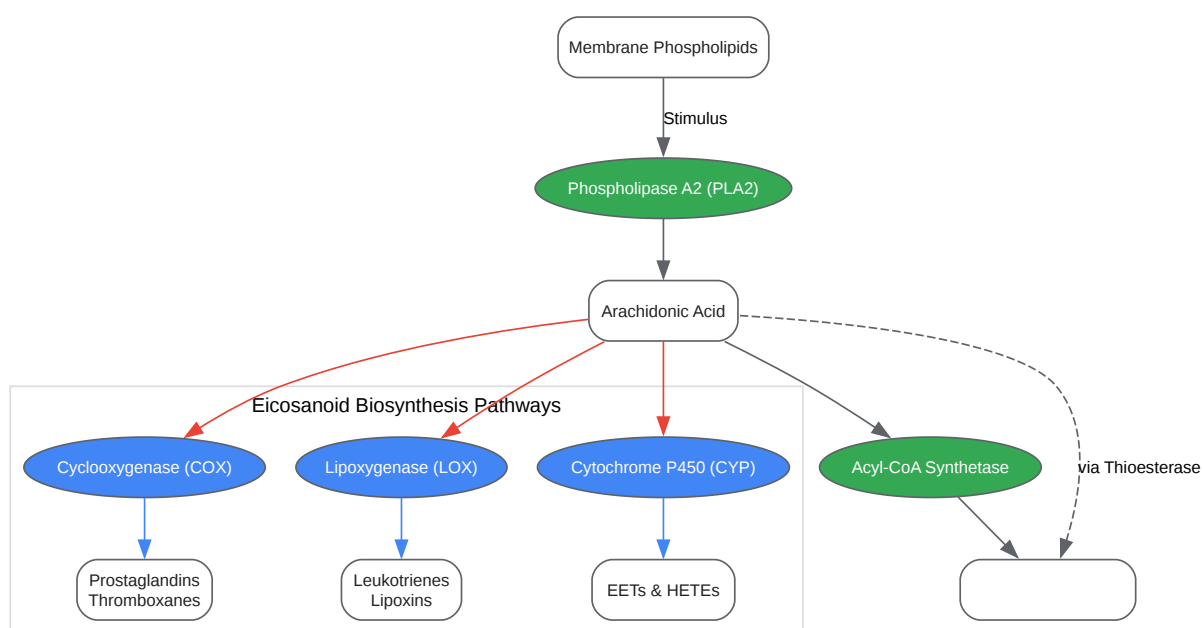 Membrane Phospholipids
Stimulus
Phospholipase A2 (PLA2)
Arachidonic Acid
Eicosanoid Biosynthesis Pathways
Cyclooxygenase (COX)
Lipoxygenase (LOX)
Cytochrome P450 (CYP)
Acyl-CoA Synthetase
via Thioesterase
Prostaglandins
Thromboxanes
Leukotrienes
Lipoxins
EETs & HETEs